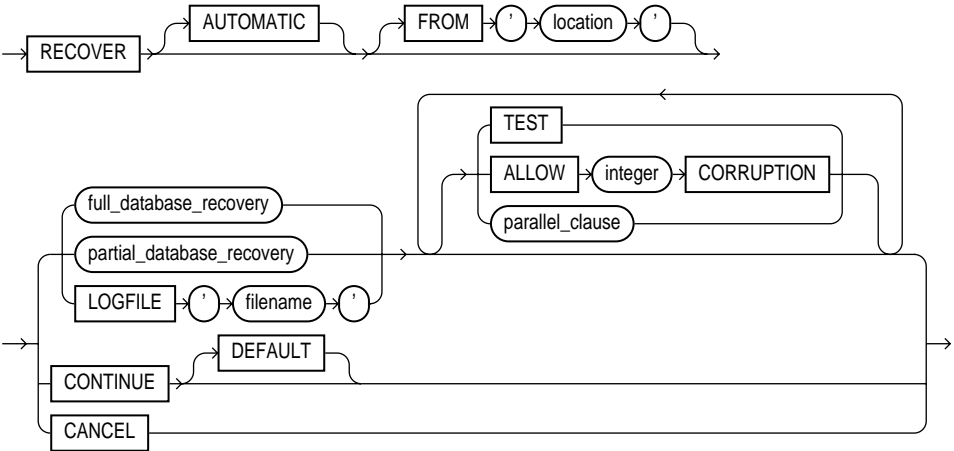 RECOVER AUTOMATIC FROM ' location '
TEST
ALLOW integer CORRUPTION
parallel_clause
full_database_recovery
partial_database_recovery
LOGFILE ' filename '
CONTINUE DEFAULT
CANCEL